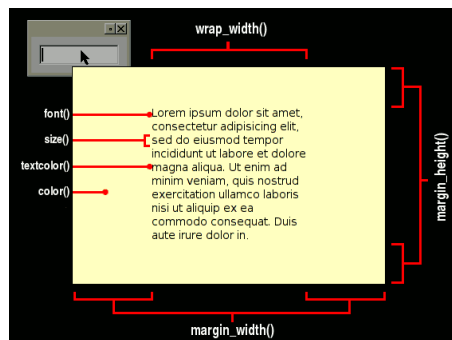 wrap_width()
font()
size()
textcolor()
color()
Lorem ipsum dolor sit amet,
consectetur adipisicing elit,
sed do eiusmod tempor
incididunt ut labore et dolore
magna aliqua. Ut enim ad
minim veniam, quis nostrud
exercitation ullamco laboris
nisi ut aliquip ex ea
commodo consequat. Duis
aute irure dolor in.
margin_height()
margin_width()